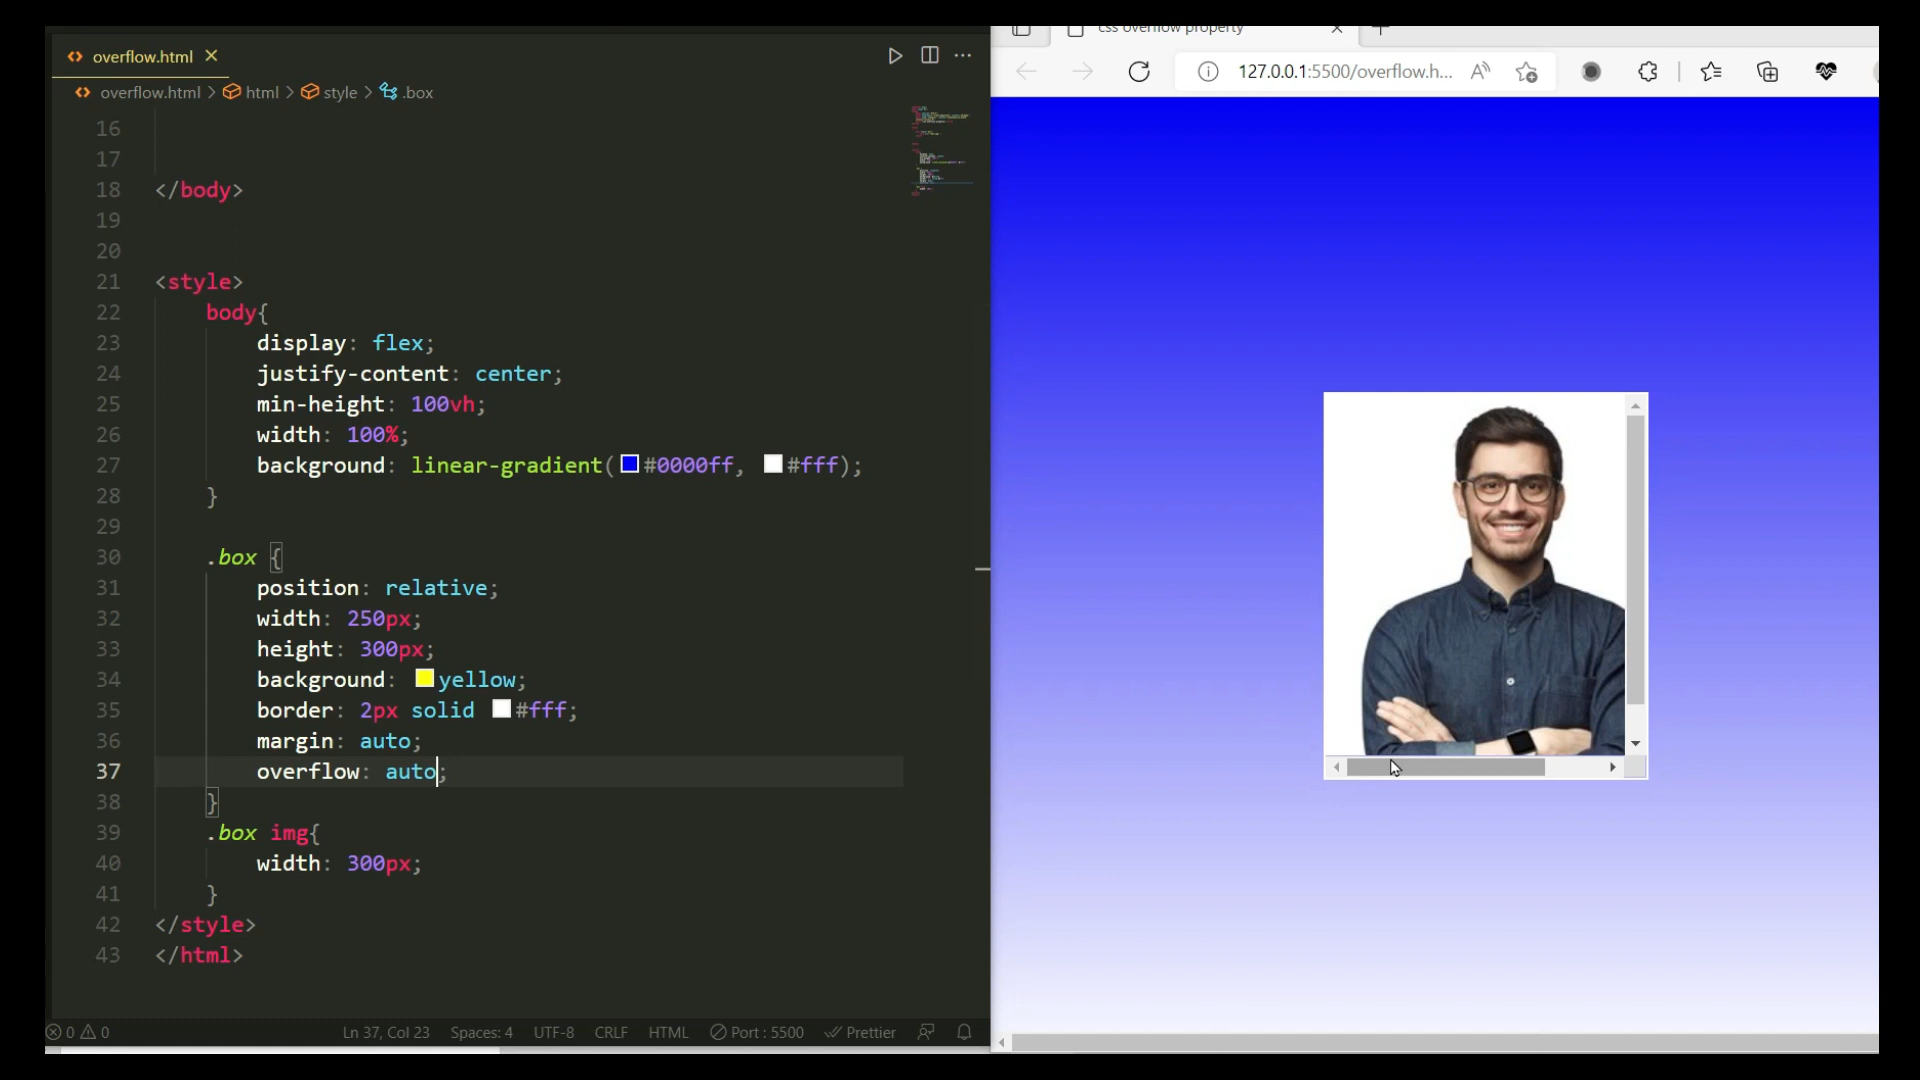 overflow.html
css overflow property
127.0.0.1:5500/overflow.h...
overflow.html > html > style > .box
16
17
18 </body>
19
20
21 <style>
22 body{
23 display: flex;
24 justify-content: center;
25 min-height: 100vh;
26 width: 100%;
27 background: linear-gradient(#0000ff, #fff);
28 }
29
30 .box {
31 position: relative;
32 width: 250px;
33 height: 300px;
34 background: yellow;
35 border: 2px solid #fff;
36 margin: auto;
37 overflow: auto;
38 }
39 .box img{
40 width: 300px;
41 }
42 </style>
43 </html>
0 0 Ln 37, Col 23 Spaces: 4 UTF-8 CRLF HTML Port : 5500 Prettier